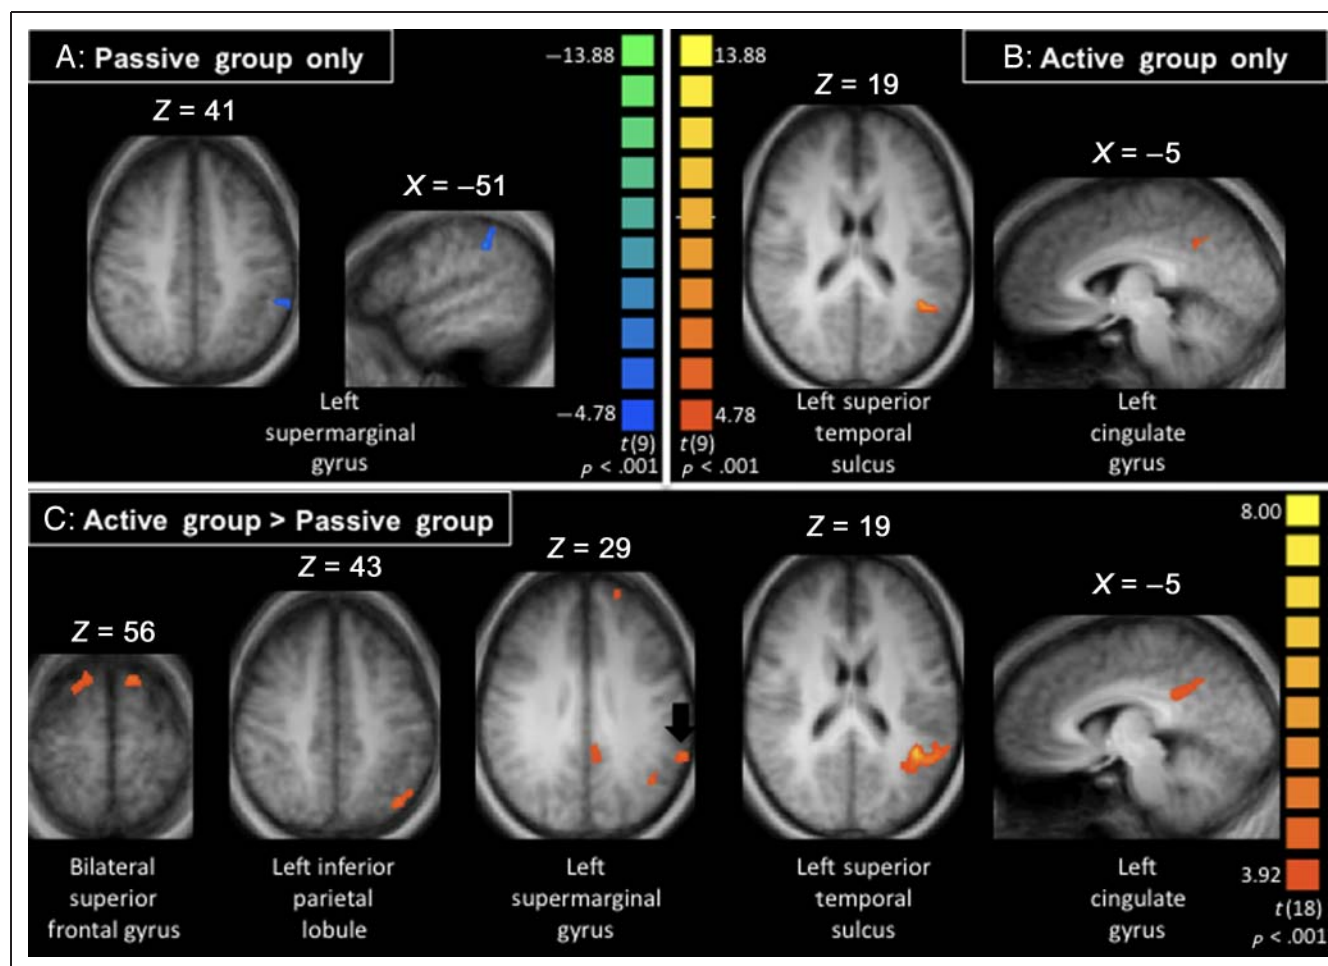 A: Passive group only
Z = 41
X = –51
Left
supermarginal
gyrus
–13.88
–4.78
t(9)
p < .001
13.88
4.78
t(9)
p < .001
B: Active group only
Z = 19
X = –5
Left superior
temporal
sulcus
Left
cingulate
gyrus
C: Active group > Passive group
Z = 56
Z = 43
Z = 29
Z = 19
X = –5
Bilateral
superior
frontal gyrus
Left inferior
parietal
lobule
Left
supermarginal
gyrus
Left superior
temporal
sulcus
Left
cingulate
gyrus
8.00
3.92
t(18)
p < .001